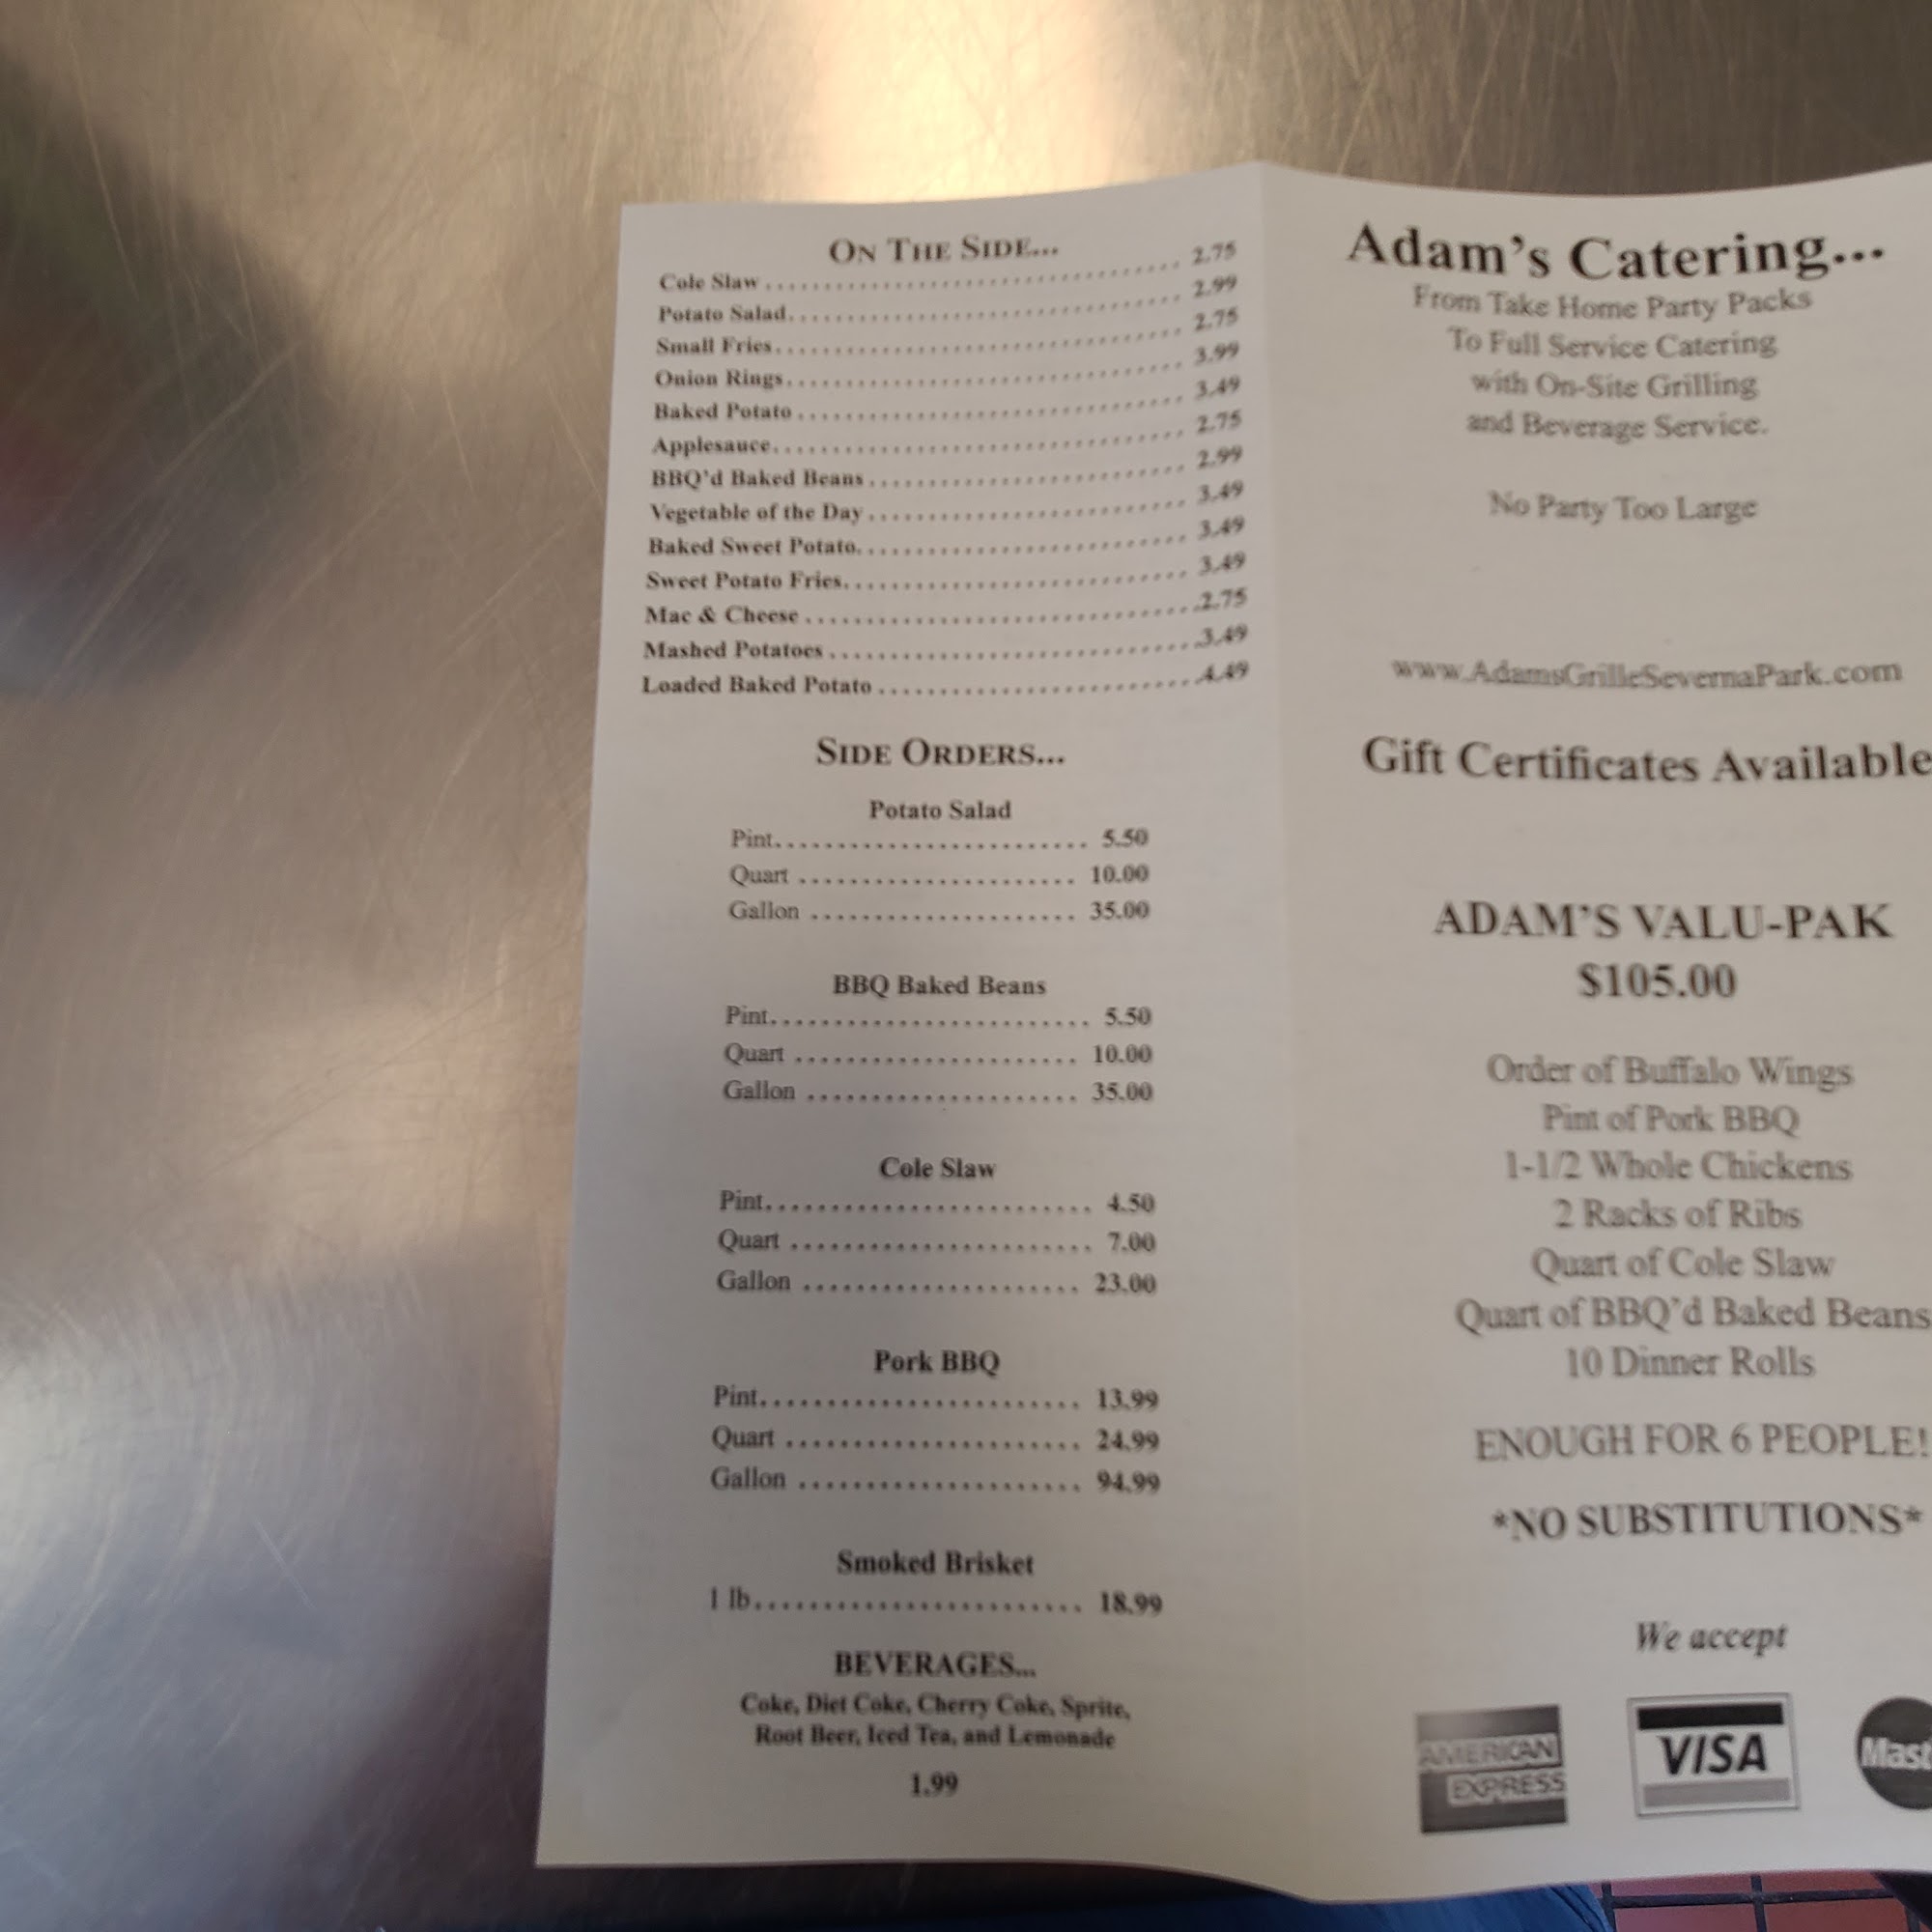 ON THE SIDE...
Cole Slaw 2.75
Potato Salad 2.99
Small Fries 2.75
Onion Rings 3.99
Baked Potato 3.49
Applesauce 2.75
BBQ'd Baked Beans 2.99
Vegetable of the Day 3.49
Baked Sweet Potato 3.49
Sweet Potato Fries 3.49
Mac & Cheese 2.75
Mashed Potatoes 3.49
Loaded Baked Potato 4.49
SIDE ORDERS...
Potato Salad
Pint 5.50
Quart 10.00
Gallon 35.00
BBQ Baked Beans
Pint 5.50
Quart 10.00
Gallon 35.00
Cole Slaw
Pint 4.50
Quart 7.00
Gallon 23.00
Pork BBQ
Pint 13.99
Quart 24.99
Gallon 94.99
Smoked Brisket
1 lb 18.99
BEVERAGES...
Coke, Diet Coke, Cherry Coke, Sprite,
Root Beer, Iced Tea, and Lemonade
1.99
Adam's Catering...
From Take Home Party Packs
To Full Service Catering
with On-Site Grilling
and Beverage Service.
No Party Too Large
www.AdamsGrilleSevernaPark.com
Gift Certificates Available
ADAM'S VALU-PAK
$105.00
Order of Buffalo Wings
Pint of Pork BBQ
1-1/2 Whole Chickens
2 Racks of Ribs
Quart of Cole Slaw
Quart of BBQ'd Baked Beans
10 Dinner Rolls
ENOUGH FOR 6 PEOPLE!
*NO SUBSTITUTIONS*
We accept
AMERICAN
EXPRESS
VISA
Mast